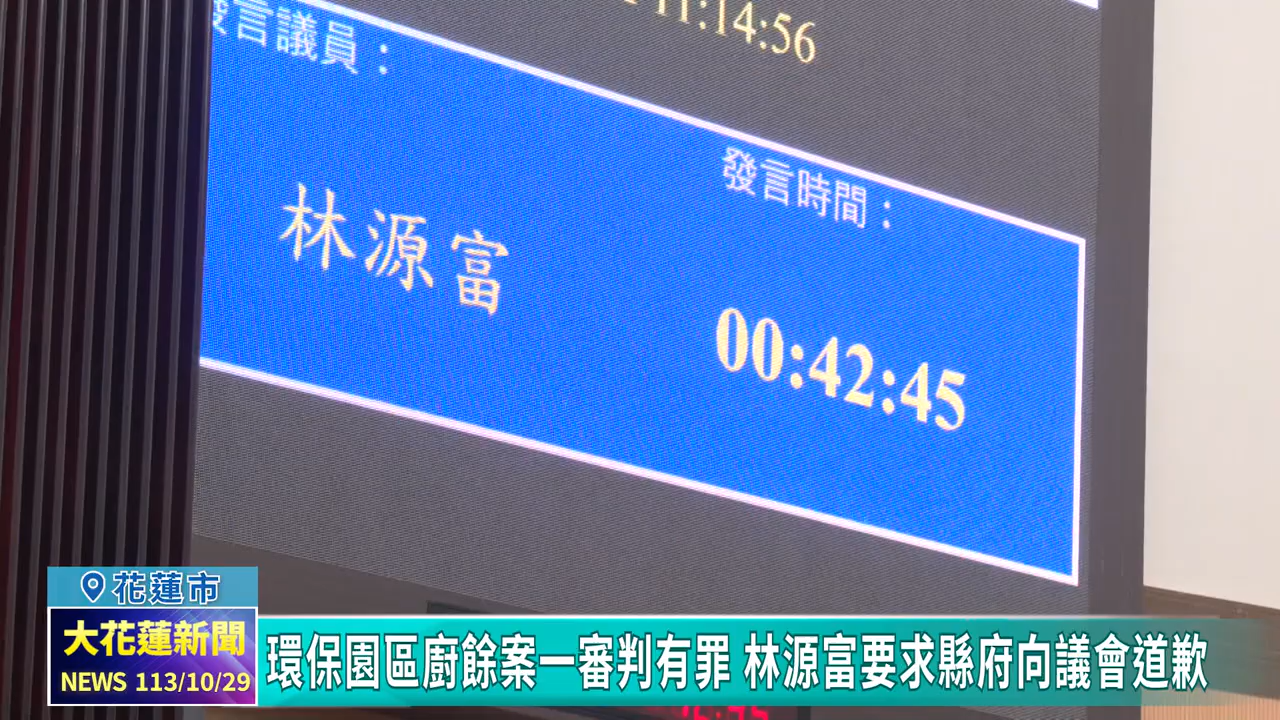 11:14:56
發言議員：
發言時間：
林源富
00:42:45
花蓮市
大花蓮新聞
NEWS 113/10/29
環保園區廚餘案一審判有罪 林源富要求縣府向議會道歉